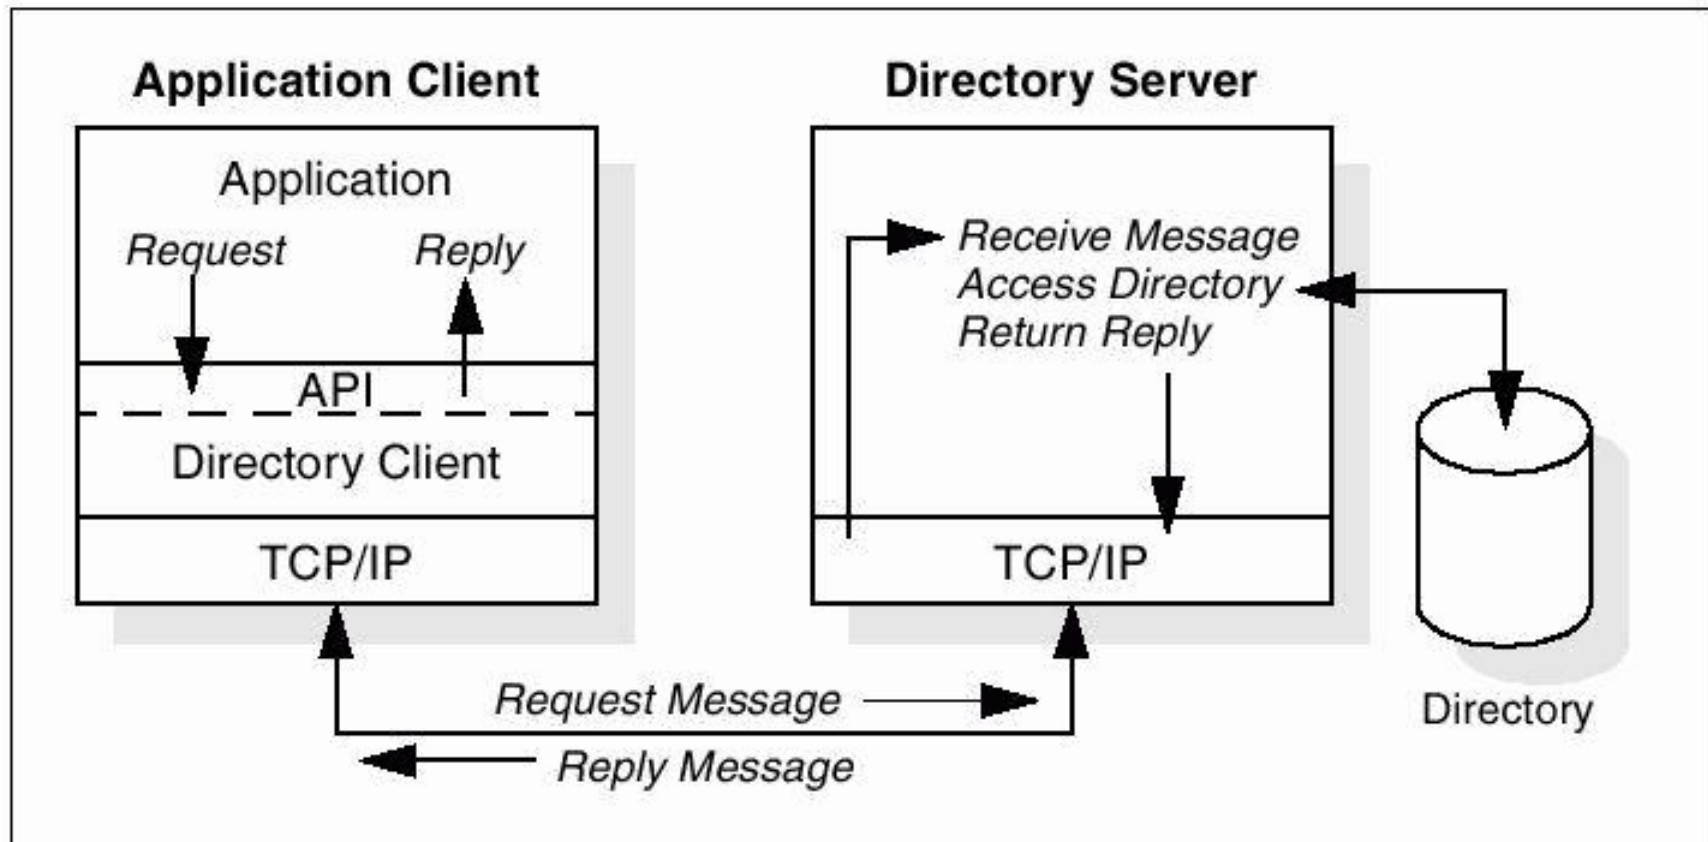 Application Client
Application
Request
Reply
API
Directory Client
TCP/IP
Directory Server
Receive Message
Access Directory
Return Reply
TCP/IP
Directory
Request Message
Reply Message